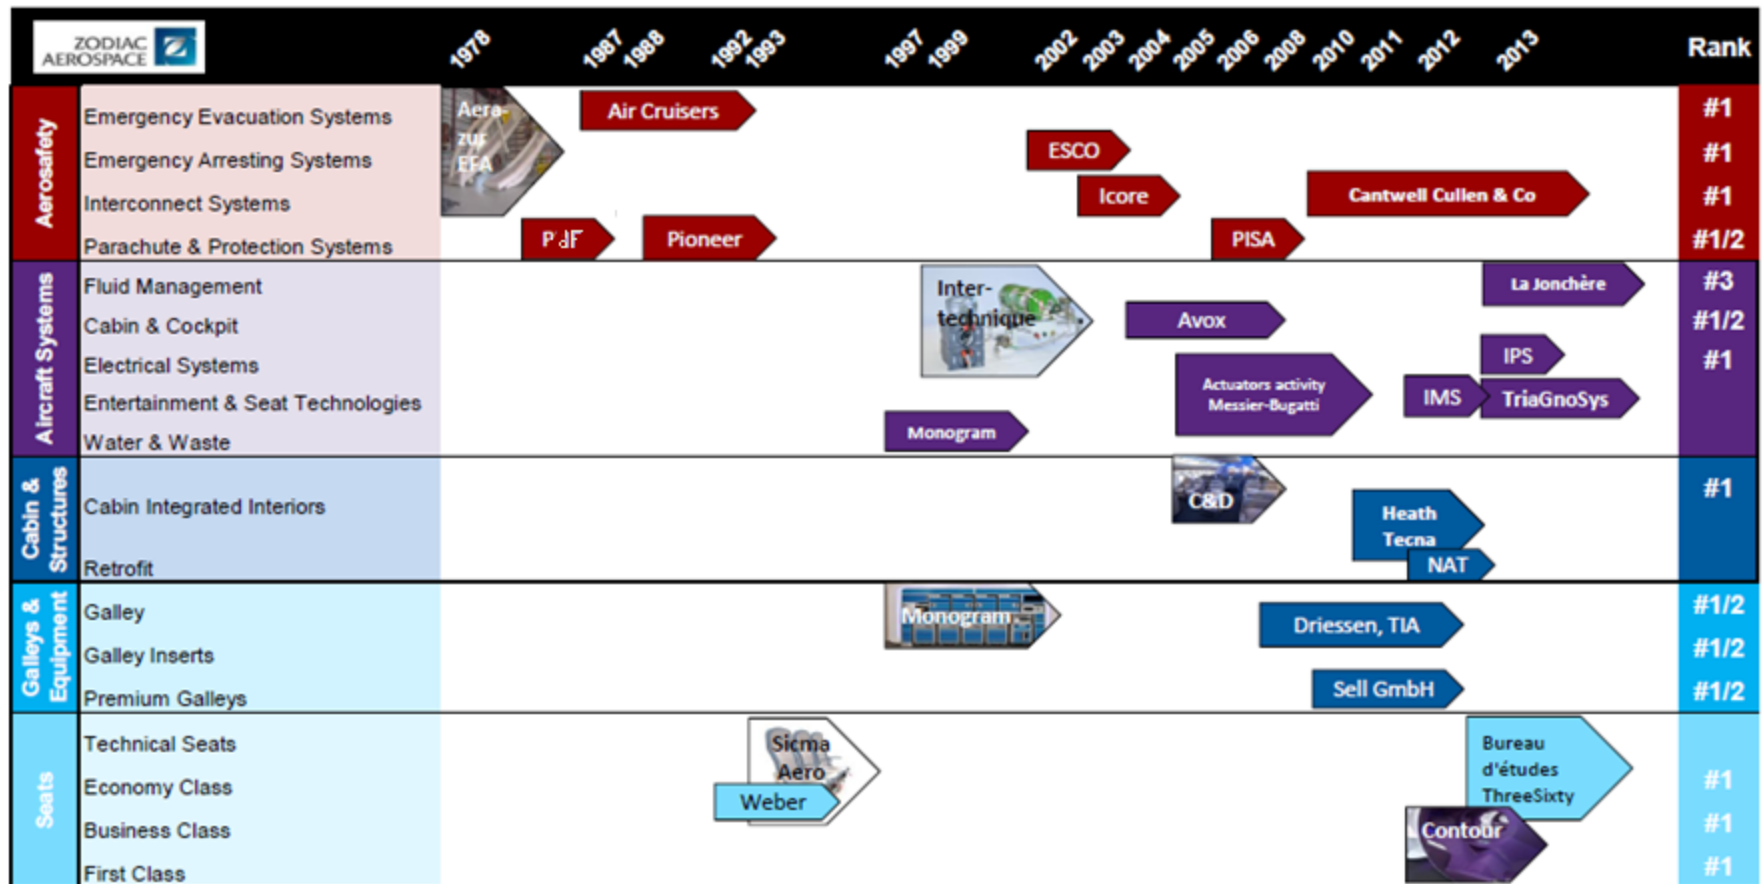 ZODIAC
AEROSPACE
1978 1987 1988 1992 1993 1997 1999 2002 2003 2004 2005 2006 2008 2010 2011 2012 2013 Rank
Aerosafety
Emergency Evacuation Systems
Emergency Arresting Systems
Interconnect Systems
Parachute & Protection Systems
Aera-
zur
EFA
Air Cruisers
ESCO
Icore
Cantwell Cullen & Co
Pioneer
PISA
#1
#1
#1
#1/2
Aircraft Systems
Fluid Management
Cabin & Cockpit
Electrical Systems
Entertainment & Seat Technologies
Water & Waste
Inter-
technique
Monogram
Avox
Actuators activity
Messier-Bugatti
La Jonchère
IPS
IMS
TriaGnoSys
#3
#1/2
#1
Cabin &
Structures
Cabin Integrated Interiors
Retrofit
C&D
Heath
Tecna
NAT
#1
Galleys &
Equipment
Galley
Galley Inserts
Premium Galleys
Monogram
Driessen, TIA
Sell GmbH
#1/2
#1/2
#1/2
Seats
Technical Seats
Economy Class
Business Class
First Class
Sicma
Aero
Weber
Bureau
d'études
ThreeSixty
Contour
#1
#1
#1